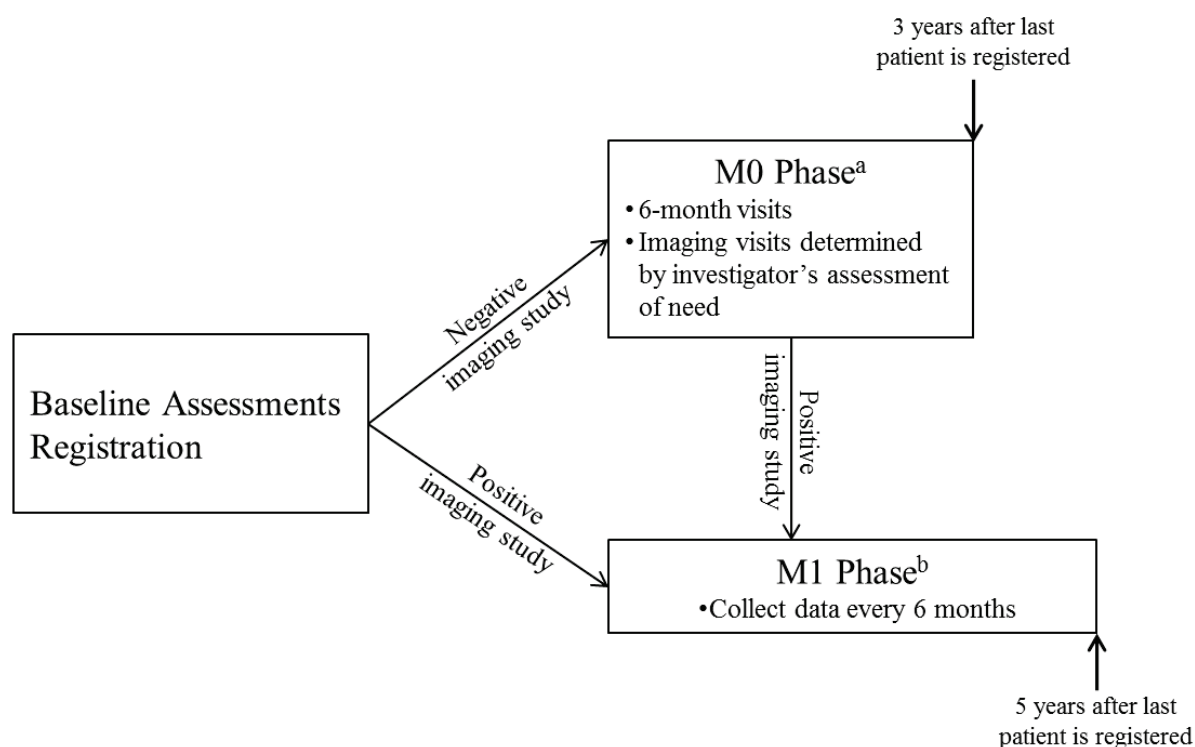 3 years after last
patient is registered
M0 Phaseᵃ
• 6-month visits
• Imaging visits determined
by investigator’s assessment
of need
Negative
imaging study
Baseline Assessments
Registration
Positive
imaging study
Positive
imaging study
M1 Phaseᵇ
•Collect data every 6 months
5 years after last
patient is registered